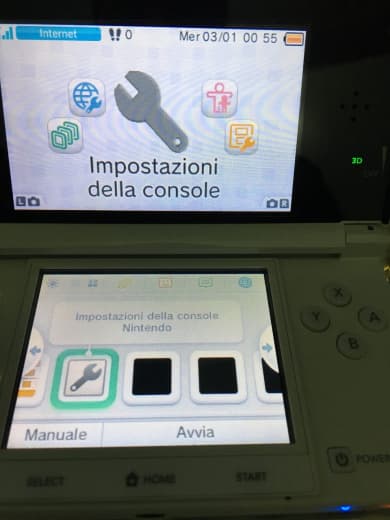 Internet 0 Mer 03/01 00 55
Impostazioni
della console
L R
3D
Impostazioni della console
Nintendo
X
Y A
B
Manuale Avvia
SELECT HOME START POWER